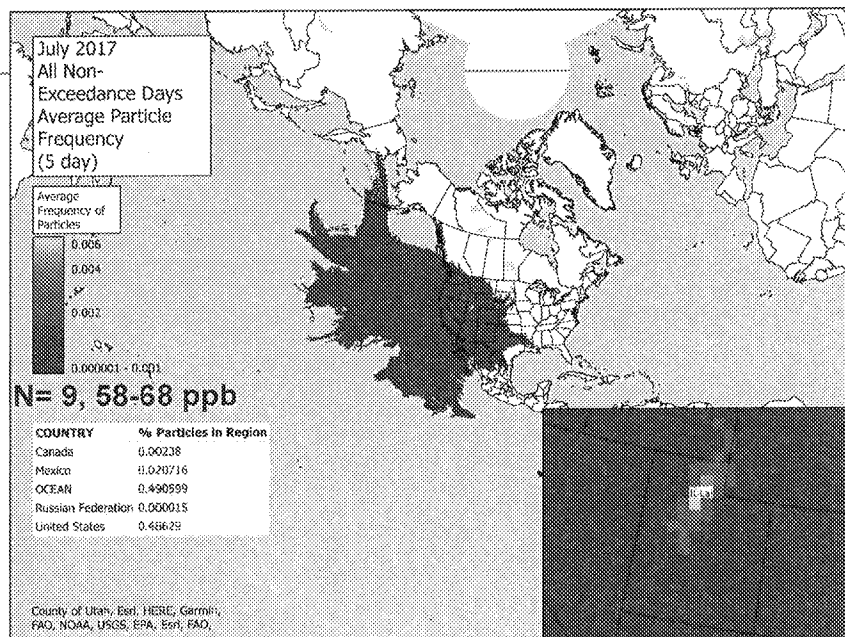 July 2017
All Non-
Exceedance Days
Average Particle
Frequency
(5 day)
Average
Frequency of
Particles
0.006
0.004
0.002
0.000001 - 0.001
N= 9, 58-68 ppb
COUNTRY % Particles in Region
Canada 0.00238
Mexico 0.020716
OCEAN 0.490599
Russian Federation 0.000015
United States 0.48629
County of Utah, Esri, HERE, Garmin,
FAO, NOAA, USGS, EPA, Esri, FAO,